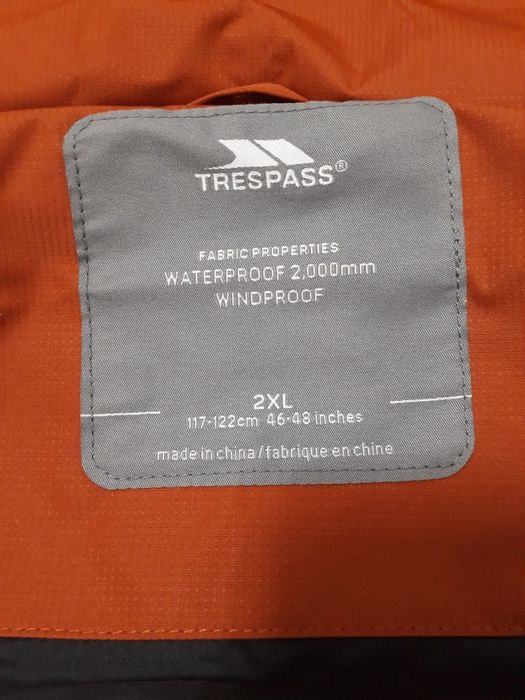 TRESPASS®
FABRIC PROPERTIES
WATERPROOF 2,000mm
WINDPROOF
2XL
117-122cm 46-48 inches
made in china/fabrique en chine